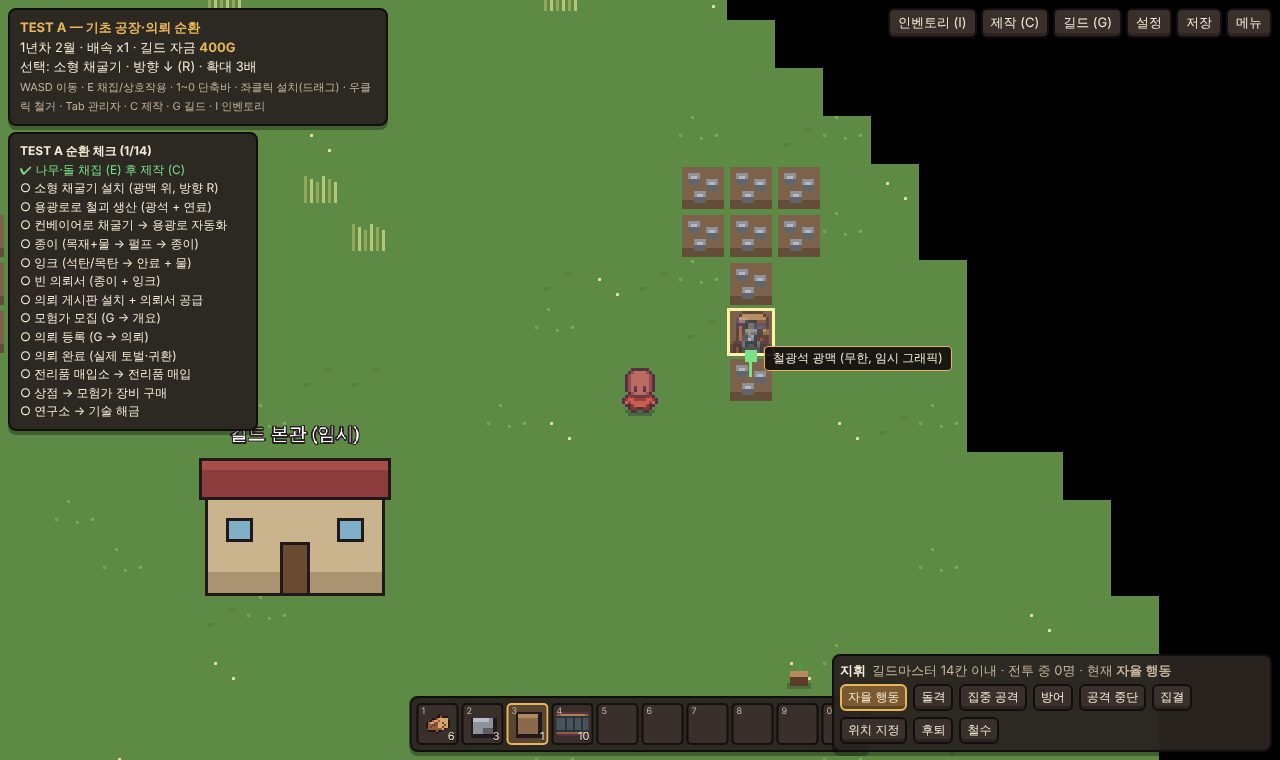 TEST A — 기초 공장·의뢰 순환
1년차 2월 · 배속 x1 · 길드 자금 400G
선택: 소형 채굴기 · 방향 ↓ (R) · 확대 3배
WASD 이동 · E 채집/상호작용 · 1~0 단축바 · 좌클릭 설치(드래그) · 우클
릭 철거 · Tab 관리자 · C 제작 · G 길드 · I 인벤토리
인벤토리 (I)
제작 (C)
길드 (G)
설정
저장
메뉴
TEST A 순환 체크 (1/14)
✓ 나무·돌 채집 (E) 후 제작 (C)
○ 소형 채굴기 설치 (광맥 위, 방향 R)
○ 용광로로 철괴 생산 (광석 + 연료)
○ 컨베이어로 채굴기 → 용광로 자동화
○ 종이 (목재+물 → 펄프 → 종이)
○ 잉크 (석탄/목탄 → 안료 + 물)
○ 빈 의뢰서 (종이 + 잉크)
○ 의뢰 게시판 설치 + 의뢰서 공급
○ 모험가 모집 (G → 개요)
○ 의뢰 등록 (G → 의뢰)
○ 의뢰 완료 (실제 토벌·귀환)
○ 전리품 매입소 → 전리품 매입
○ 상점 → 모험가 장비 구매
○ 연구소 → 기술 해금
철광석 광맥 (무한, 임시 그래픽)
길드 본관 (임시)
지휘 길드마스터 14칸 이내 · 전투 중 0명 · 현재 자율 행동
자율 행동
돌격
집중 공격
방어
공격 중단
집결
위치 지정
후퇴
철수
1 2 3 4 5 6 7 8 9 0
6 3 1 10